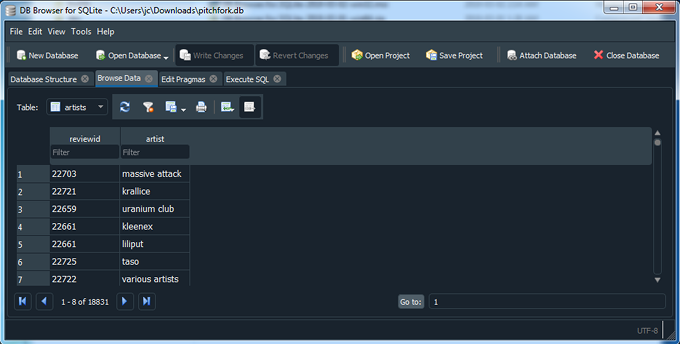 DB Browser for SQLite - C:\Users\jc\Downloads\pitchfork.db
File Edit View Tools Help
New Database Open Database Write Changes Revert Changes Open Project Save Project Attach Database Close Database
Database Structure Browse Data Edit Pragmas Execute SQL
Table: artists
reviewid artist
Filter Filter
1 22703 massive attack
2 22721 krallice
3 22659 uranium club
4 22661 kleenex
5 22661 liliput
6 22725 taso
7 22722 various artists
1 - 8 of 18831 Go to: 1
UTF-8